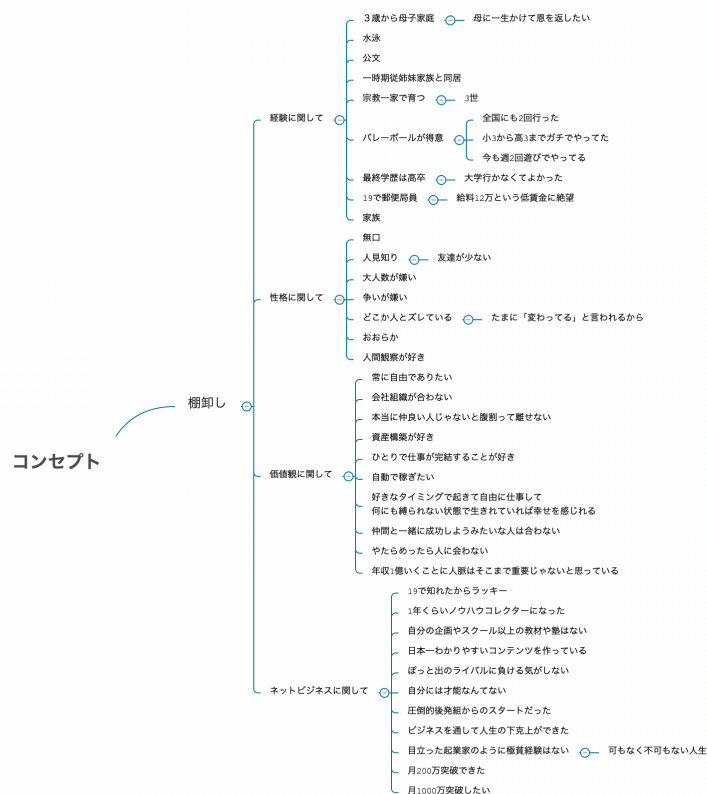 コンセプト
棚卸し
経験に関して
３歳から母子家庭
母に一生かけて恩を返したい
水泳
公文
一時期従姉妹家族と同居
宗教一家で育つ
3世
バレーボールが得意
全国にも2回行った
小3から高3までガチでやってた
今も週2回遊びでやってる
最終学歴は高卒
大学行かなくてよかった
19で郵便局員
給料12万という低賃金に絶望
家族
性格に関して
無口
人見知り
友達が少ない
大人数が嫌い
争いが嫌い
どこか人とズレている
たまに「変わってる」と言われるから
おおらか
人間観察が好き
価値観に関して
常に自由でありたい
会社組織が合わない
本当に仲良い人じゃないと腹割って離せない
資産構築が好き
ひとりで仕事が完結することが好き
自動で稼ぎたい
好きなタイミングで起きて自由に仕事して
何にも縛られない状態で生きれていれば幸せを感じれる
仲間と一緒に成功しようみたいな人は合わない
やたらめったら人に会わない
年収1億いくことに人脈はそこまで重要じゃないと思っている
ネットビジネスに関して
19で知れたからラッキー
1年くらいノウハウコレクターになった
自分の企画やスクール以上の教材や塾はない
日本一わかりやすいコンテンツを作っている
ぽっと出のライバルに負ける気がしない
自分には才能なんてない
圧倒的後発組からのスタートだった
ビジネスを通して人生の下克上ができた
目立った起業家のように極貧経験はない
可もなく不可もない人生
月200万突破できた
月1000万突破したい